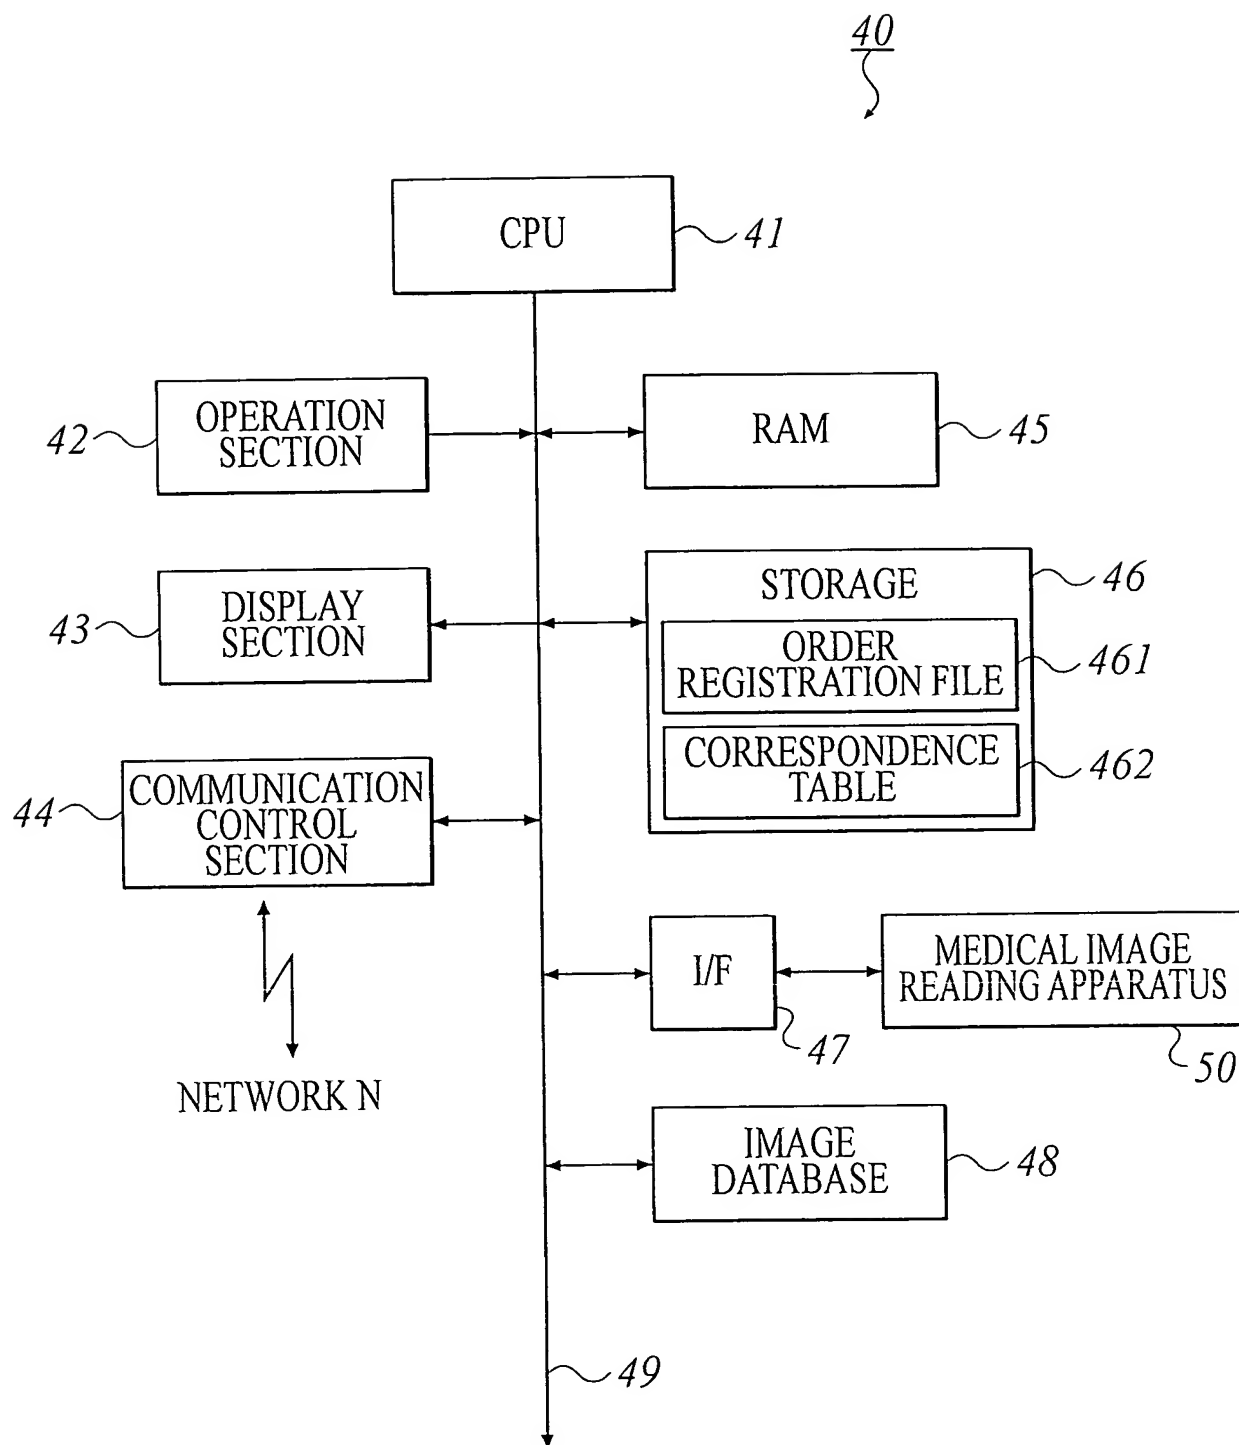 40
CPU
41
OPERATION
SECTION
42
RAM
45
DISPLAY
SECTION
43
STORAGE
46
ORDER
REGISTRATION FILE
461
CORRESPONDENCE
TABLE
462
COMMUNICATION
CONTROL
SECTION
44
I/F
47
MEDICAL IMAGE
READING APPARATUS
50
NETWORK N
IMAGE
DATABASE
48
49